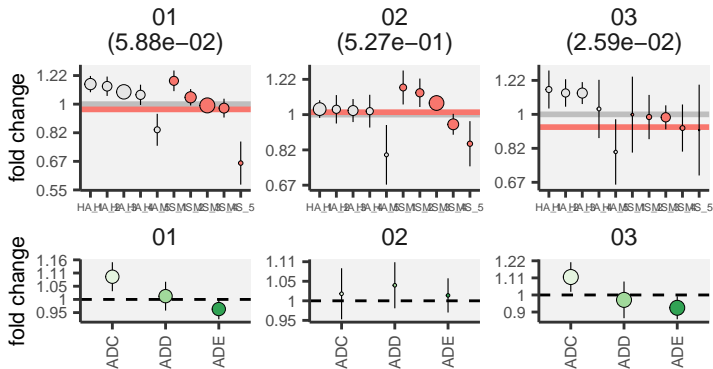 01 02 03
(5.88e−02) (5.27e−01) (2.59e−02)
fold change
1.22 1.22 1.22
1 1 1
0.82 0.82 0.82
0.67 0.67 0.67
0.55
01 02 03
fold change
1.16 1.11 1.22
1.1 1.05 1.11
1.05 1 1
1 0.95 0.9
0.95
ADC ADD ADE ADC ADD ADE ADC ADD ADE